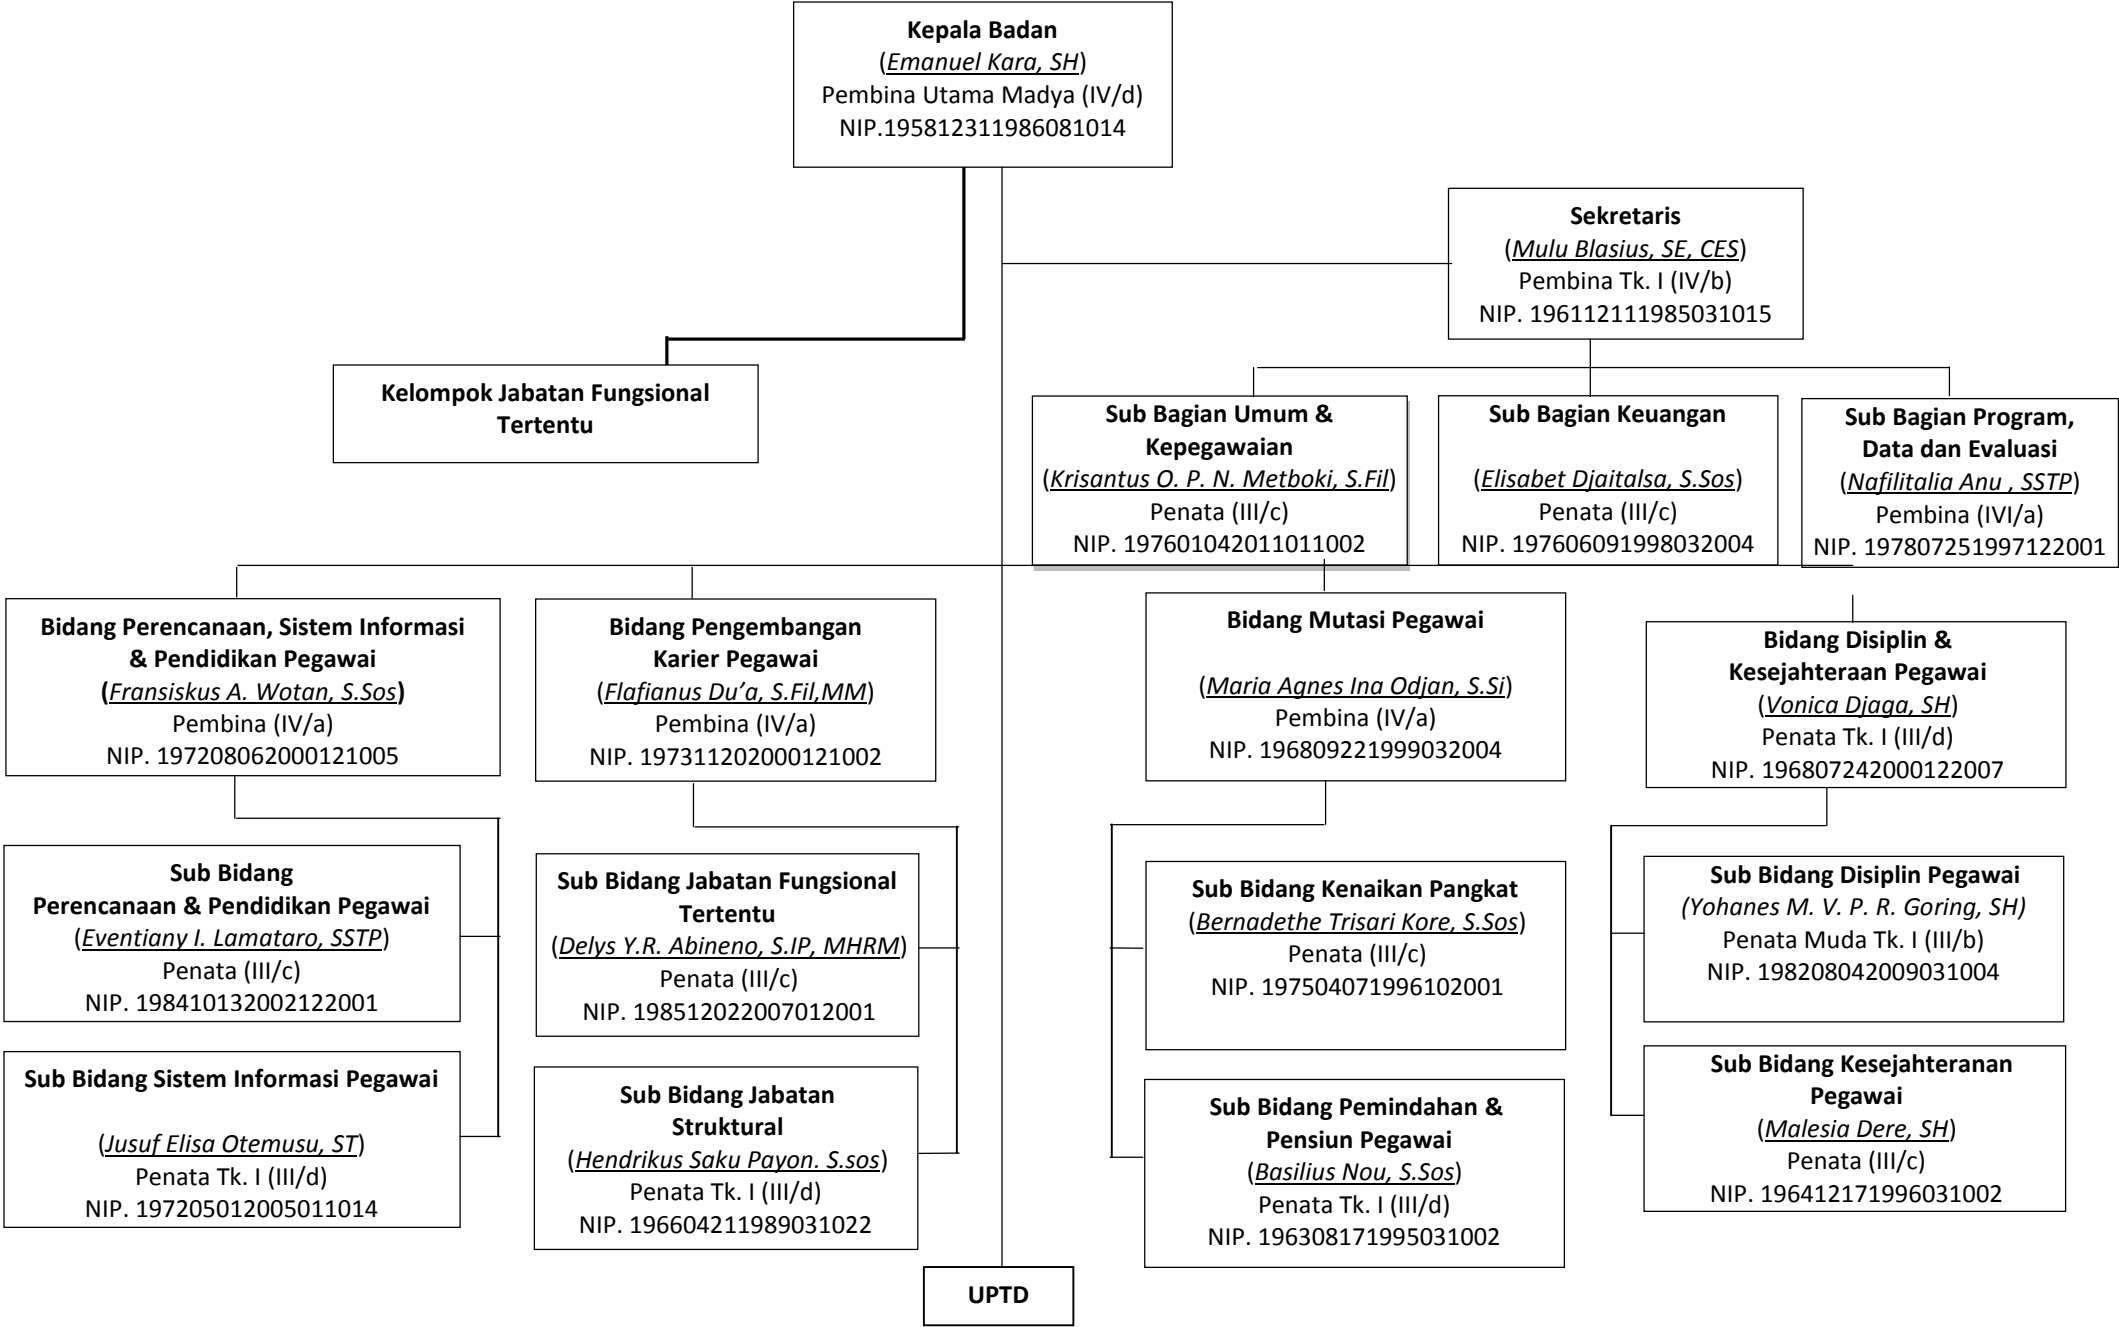 Kepala Badan
(Emanuel Kara, SH)
Pembina Utama Madya (IV/d)
NIP.195812311986081014
Sekretaris
(Mulu Blasius, SE, CES)
Pembina Tk. I (IV/b)
NIP. 196112111985031015
Kelompok Jabatan Fungsional
Tertentu
Sub Bagian Umum &
Kepegawaian
(Krisantus O. P. N. Metboki, S.Fil)
Penata (III/c)
NIP. 197601042011011002
Sub Bagian Keuangan
(Elisabet Djaitalsa, S.Sos)
Penata (III/c)
NIP. 197606091998032004
Sub Bagian Program,
Data dan Evaluasi
(Nafilitalia Anu , SSTP)
Pembina (IVI/a)
NIP. 197807251997122001
Bidang Perencanaan, Sistem Informasi
& Pendidikan Pegawai
(Fransiskus A. Wotan, S.Sos)
Pembina (IV/a)
NIP. 197208062000121005
Bidang Pengembangan
Karier Pegawai
(Flafianus Du’a, S.Fil,MM)
Pembina (IV/a)
NIP. 197311202000121002
Bidang Mutasi Pegawai
(Maria Agnes Ina Odjan, S.Si)
Pembina (IV/a)
NIP. 196809221999032004
Bidang Disiplin &
Kesejahteraan Pegawai
(Vonica Djaga, SH)
Penata Tk. I (III/d)
NIP. 196807242000122007
Sub Bidang
Perencanaan & Pendidikan Pegawai
(Eventiany I. Lamataro, SSTP)
Penata (III/c)
NIP. 198410132002122001
Sub Bidang Jabatan Fungsional
Tertentu
(Delys Y.R. Abineno, S.IP, MHRM)
Penata (III/c)
NIP. 198512022007012001
Sub Bidang Kenaikan Pangkat
(Bernadethe Trisari Kore, S.Sos)
Penata (III/c)
NIP. 197504071996102001
Sub Bidang Disiplin Pegawai
(Yohanes M. V. P. R. Goring, SH)
Penata Muda Tk. I (III/b)
NIP. 198208042009031004
Sub Bidang Sistem Informasi Pegawai
(Jusuf Elisa Otemusu, ST)
Penata Tk. I (III/d)
NIP. 197205012005011014
Sub Bidang Jabatan
Struktural
(Hendrikus Saku Payon. S.sos)
Penata Tk. I (III/d)
NIP. 196604211989031022
Sub Bidang Pemindahan &
Pensiun Pegawai
(Basilius Nou, S.Sos)
Penata Tk. I (III/d)
NIP. 196308171995031002
Sub Bidang Kesejahteranan
Pegawai
(Malesia Dere, SH)
Penata (III/c)
NIP. 196412171996031002
UPTD